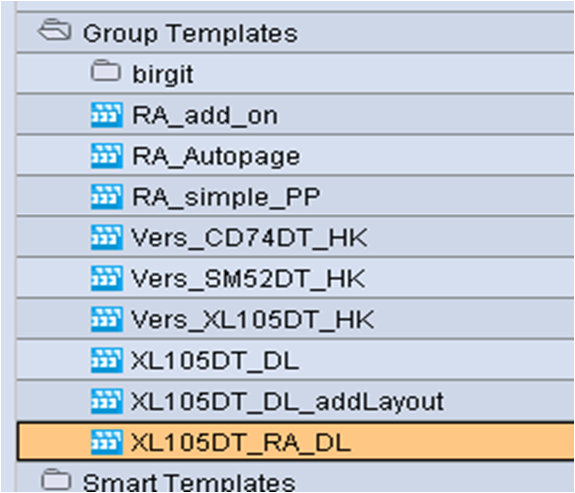 Group Templates
birgit
RA_add_on
RA_Autopage
RA_simple_PP
Vers_CD74DT_HK
Vers_SM52DT_HK
Vers_XL105DT_HK
XL105DT_DL
XL105DT_DL_addLayout
XL105DT_RA_DL
Smart Templates